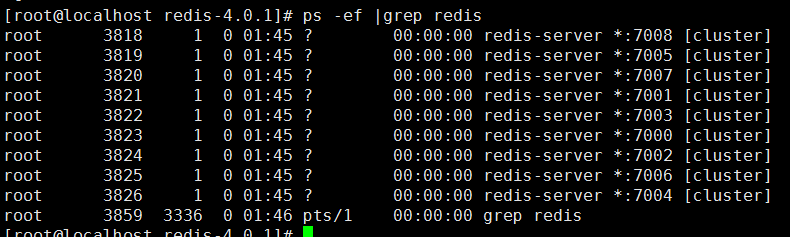 [root@localhost redis-4.0.1]# ps -ef |grep redis
root      3818     1  0 01:45 ?        00:00:00 redis-server *:7008 [cluster]
root      3819     1  0 01:45 ?        00:00:00 redis-server *:7005 [cluster]
root      3820     1  0 01:45 ?        00:00:00 redis-server *:7007 [cluster]
root      3821     1  0 01:45 ?        00:00:00 redis-server *:7001 [cluster]
root      3822     1  0 01:45 ?        00:00:00 redis-server *:7003 [cluster]
root      3823     1  0 01:45 ?        00:00:00 redis-server *:7000 [cluster]
root      3824     1  0 01:45 ?        00:00:00 redis-server *:7002 [cluster]
root      3825     1  0 01:45 ?        00:00:00 redis-server *:7006 [cluster]
root      3826     1  0 01:45 ?        00:00:00 redis-server *:7004 [cluster]
root      3859  3336  0 01:46 pts/1    00:00:00 grep redis
[root@localhost redis-4.0.1]#